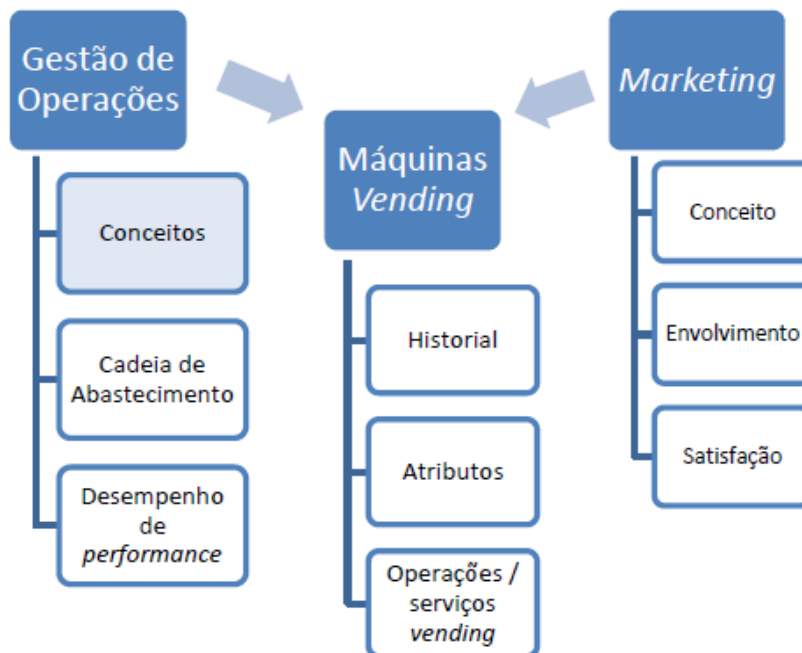 Gestão de
Operações
Conceitos
Cadeia de
Abastecimento
Desempenho
de
performance
Máquinas
Vending
Historial
Atributos
Operações /
serviços
vending
Marketing
Conceito
Envolvimento
Satisfação